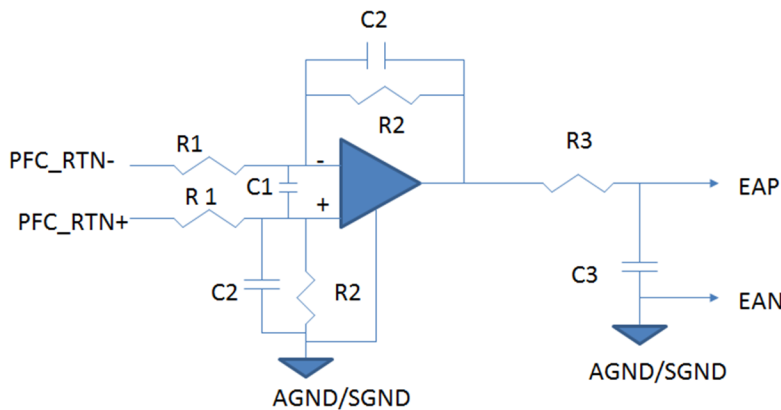 C2
R2
PFC_RTN-
R1
-
C1
PFC_RTN+
R 1
+
C2
R2
AGND/SGND
R3
EAP
C3
EAN
AGND/SGND